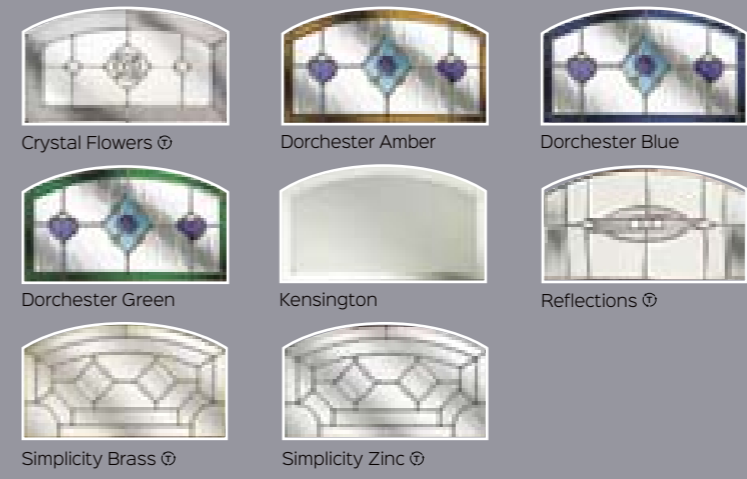 Crystal Flowers Ⓣ
Dorchester Amber
Dorchester Blue
Dorchester Green
Kensington
Reflections Ⓣ
Simplicity Brass Ⓣ
Simplicity Zinc Ⓣ